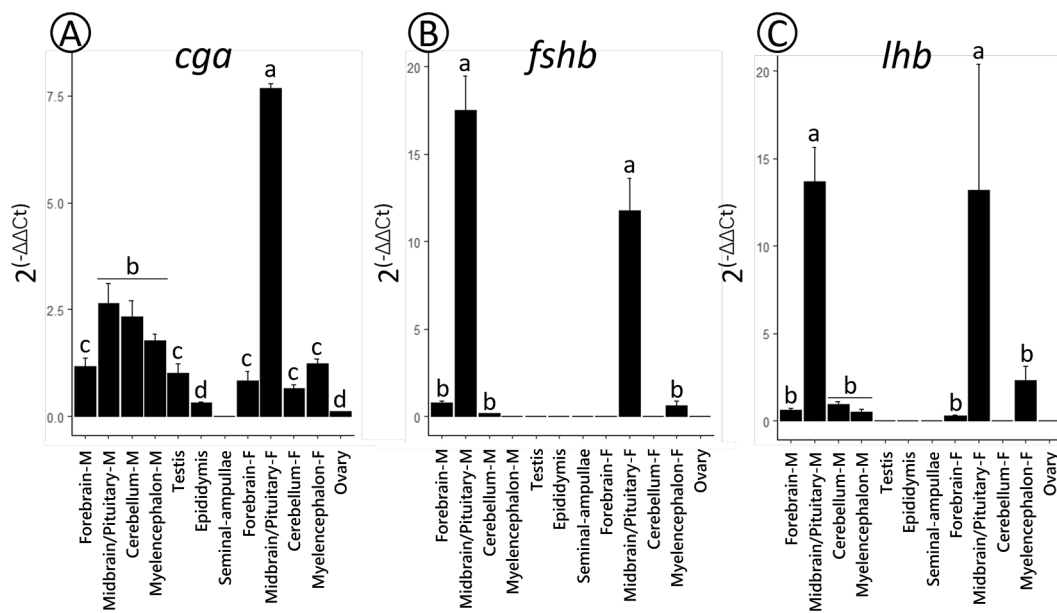 A
cga
2(-ΔΔCt)
7.5
5.0
2.5
0.0
c
b
c
d
c
a
c
c
d
Forebrain-M
Midbrain/Pituitary-M
Cerebellum-M
Myelencephalon-M
Testis
Epididymis
Seminal-ampullae
Forebrain-F
Midbrain/Pituitary-F
Cerebellum-F
Myelencephalon-F
Ovary
B
fshb
2(-ΔΔCt)
20
15
10
5
0
b
a
b
a
b
Forebrain-M
Midbrain/Pituitary-M
Cerebellum-M
Myelencephalon-M
Testis
Epididymis
Seminal-ampullae
Forebrain-F
Midbrain/Pituitary-F
Cerebellum-F
Myelencephalon-F
Ovary
C
lhb
2(-ΔΔCt)
20
15
10
5
0
b
a
b
b
a
b
Forebrain-M
Midbrain/Pituitary-M
Cerebellum-M
Myelencephalon-M
Testis
Epididymis
Seminal-ampullae
Forebrain-F
Midbrain/Pituitary-F
Cerebellum-F
Myelencephalon-F
Ovary